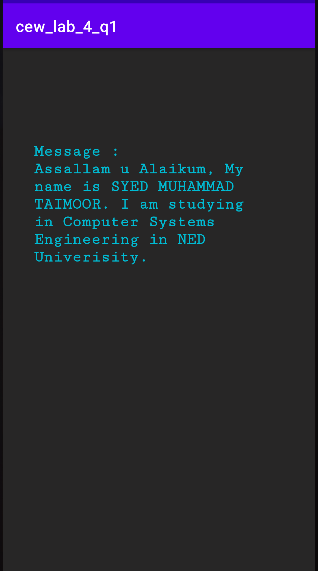 cew_lab_4_q1
Message :
Assallam u Alaikum, My
name is SYED MUHAMMAD
TAIMOOR. I am studying
in Computer Systems
Engineering in NED
Univerisity.